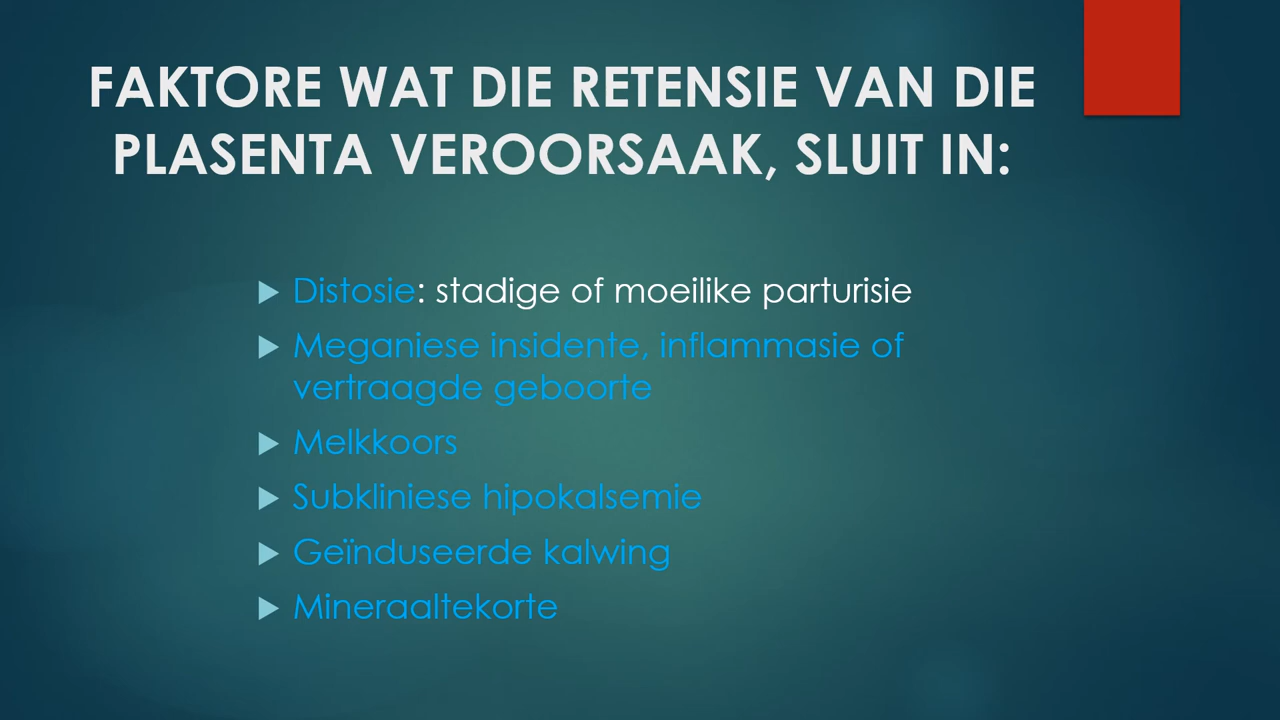 FAKTORE WAT DIE RETENSIE VAN DIE
PLASENTA VEROORSAAK, SLUIT IN:
Distosie: stadige of moeilike parturisie
Meganiese insidente, inflammasie of
vertraagde geboorte
Melkkoors
Subkliniese hipokalsemie
Geïnduseerde kalwing
Mineraaltekorte